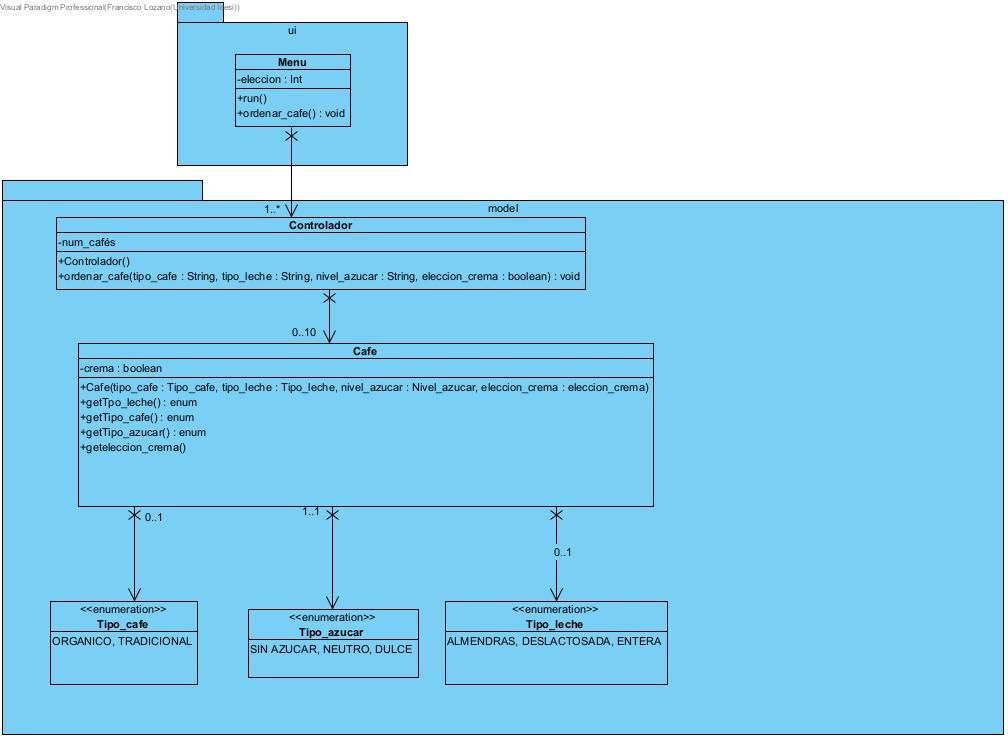 Visual Paradigm Professional(Francisco Lozano(Universidad Icesi))
ui
Menu
-eleccion : Int
+run()
+ordenar_cafe() : void
1..*
model
Controlador
-num_cafés
+Controlador()
+ordenar_cafe(tipo_cafe : String, tipo_leche : String, nivel_azucar : String, eleccion_crema : boolean) : void
0..10
Cafe
-crema : boolean
+Cafe(tipo_cafe : Tipo_cafe, tipo_leche : Tipo_leche, nivel_azucar : Nivel_azucar, eleccion_crema : eleccion_crema)
+getTpo_leche() : enum
+getTipo_cafe() : enum
+getTipo_azucar() : enum
+geteleccion_crema()
0..1
1..1
0..1
<<enumeration>>
Tipo_cafe
ORGANICO, TRADICIONAL
<<enumeration>>
Tipo_azucar
SIN AZUCAR, NEUTRO, DULCE
<<enumeration>>
Tipo_leche
ALMENDRAS, DESLACTOSADA, ENTERA